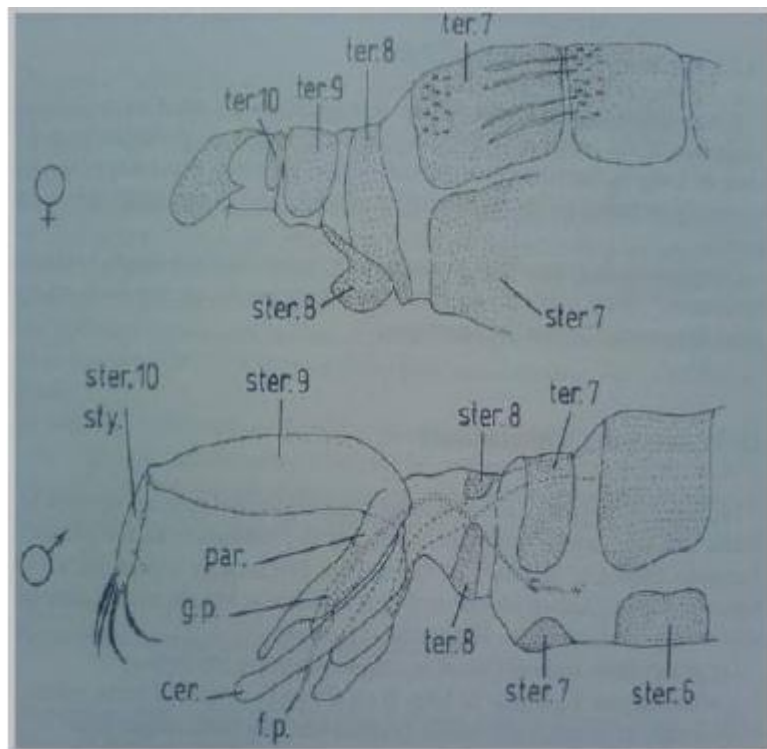 ter.7
ter.8
ter.9
ter.10
ster.8
ster.7
♀
ster.10
sty.
ster.9
ster.8
ter.7
♂
par.
g.p.
cer.
f.p.
ter.8
ster.7
ster.6